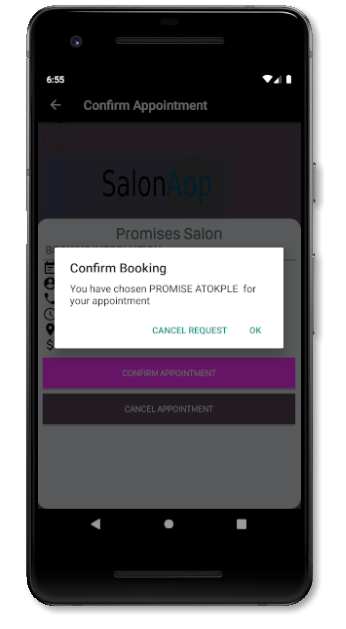 6:55
Confirm Appointment
SalonApp
Promises Salon
Confirm Booking
You have chosen PROMISE ATOKPLE for
your appointment
CANCEL REQUEST OK
$
CONFIRM APPOINTMENT
CANCEL APPOINTMENT